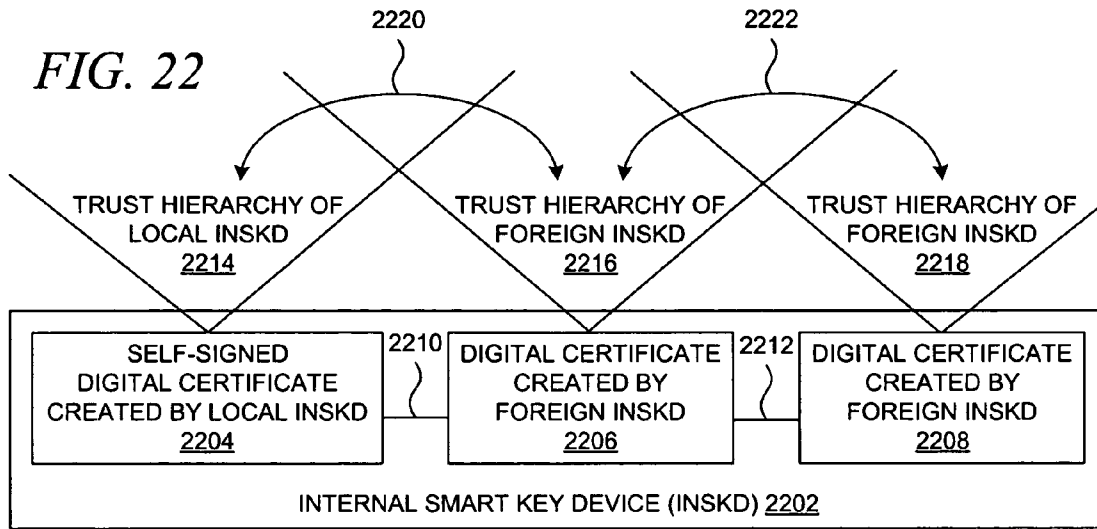 2220
2222
FIG. 22
TRUST HIERARCHY OF
LOCAL INSKD
2214
TRUST HIERARCHY OF
FOREIGN INSKD
2216
TRUST HIERARCHY OF
FOREIGN INSKD
2218
SELF-SIGNED
DIGITAL CERTIFICATE
CREATED BY LOCAL INSKD
2204
2210
DIGITAL CERTIFICATE
CREATED BY
FOREIGN INSKD
2206
2212
DIGITAL CERTIFICATE
CREATED BY
FOREIGN INSKD
2208
INTERNAL SMART KEY DEVICE (INSKD) 2202